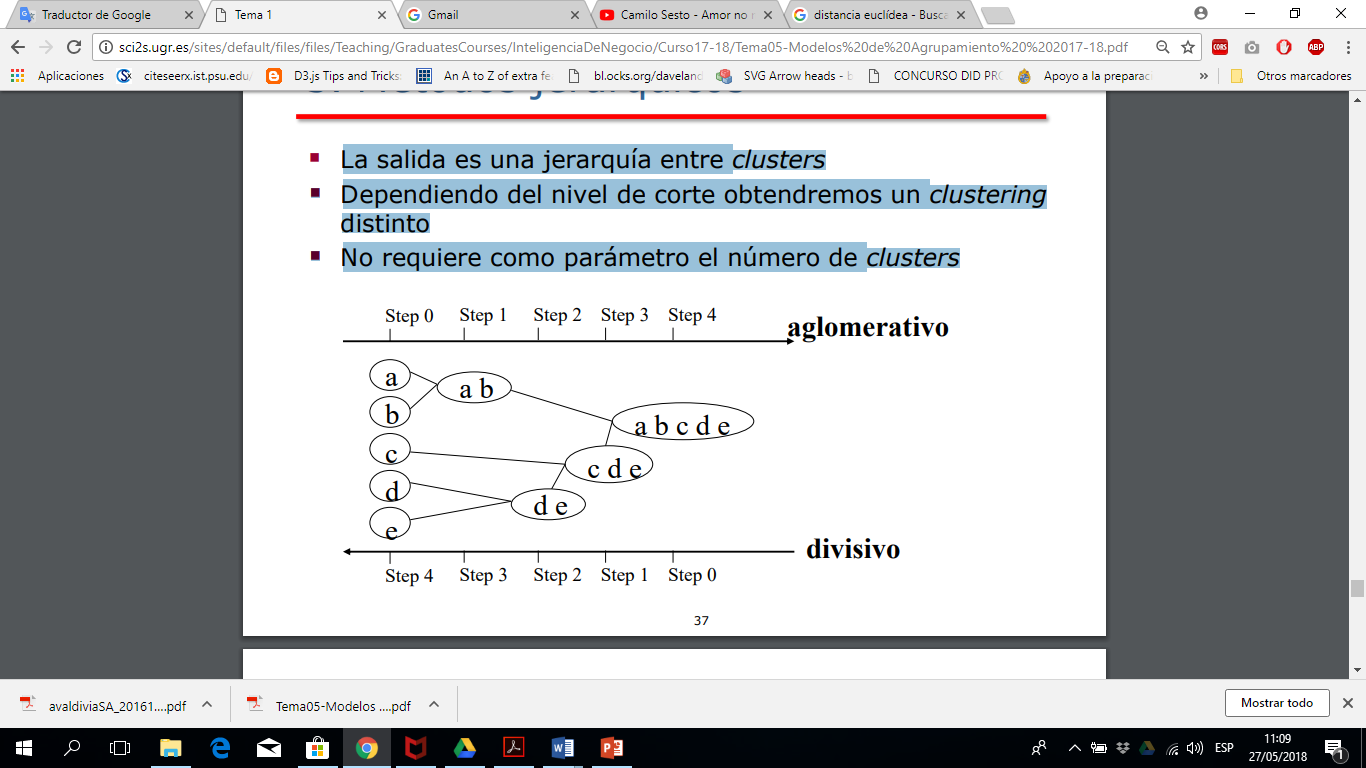 Traductor de Google
Tema 1
Gmail
Camilo Sesto - Amor no
distancia euclídea - Busca
sci2s.ugr.es/sites/default/files/files/Teaching/GraduatesCourses/InteligenciaDeNegocio/Curso17-18/Tema05-Modelos%20de%20Agrupamiento%20%202017-18.pdf
CORS
ABP
Aplicaciones
citeseerx.ist.psu.edu/
D3.js Tips and Tricks:
An A to Z of extra fe
bl.ocks.org/daveland
SVG Arrow heads - b
CONCURSO DID PRO
Apoyo a la preparaci
»
Otros marcadores
La salida es una jerarquía entre clusters
Dependiendo del nivel de corte obtendremos un clustering
distinto
No requiere como parámetro el número de clusters
Step 0 Step 1 Step 2 Step 3 Step 4
aglomerativo
a
a b
b
a b c d e
c
c d e
d
d e
e
divisivo
Step 4 Step 3 Step 2 Step 1 Step 0
37
avaldiviaSA_20161....pdf
Tema05-Modelos ....pdf
Mostrar todo
ESP
11:09
27/05/2018
1